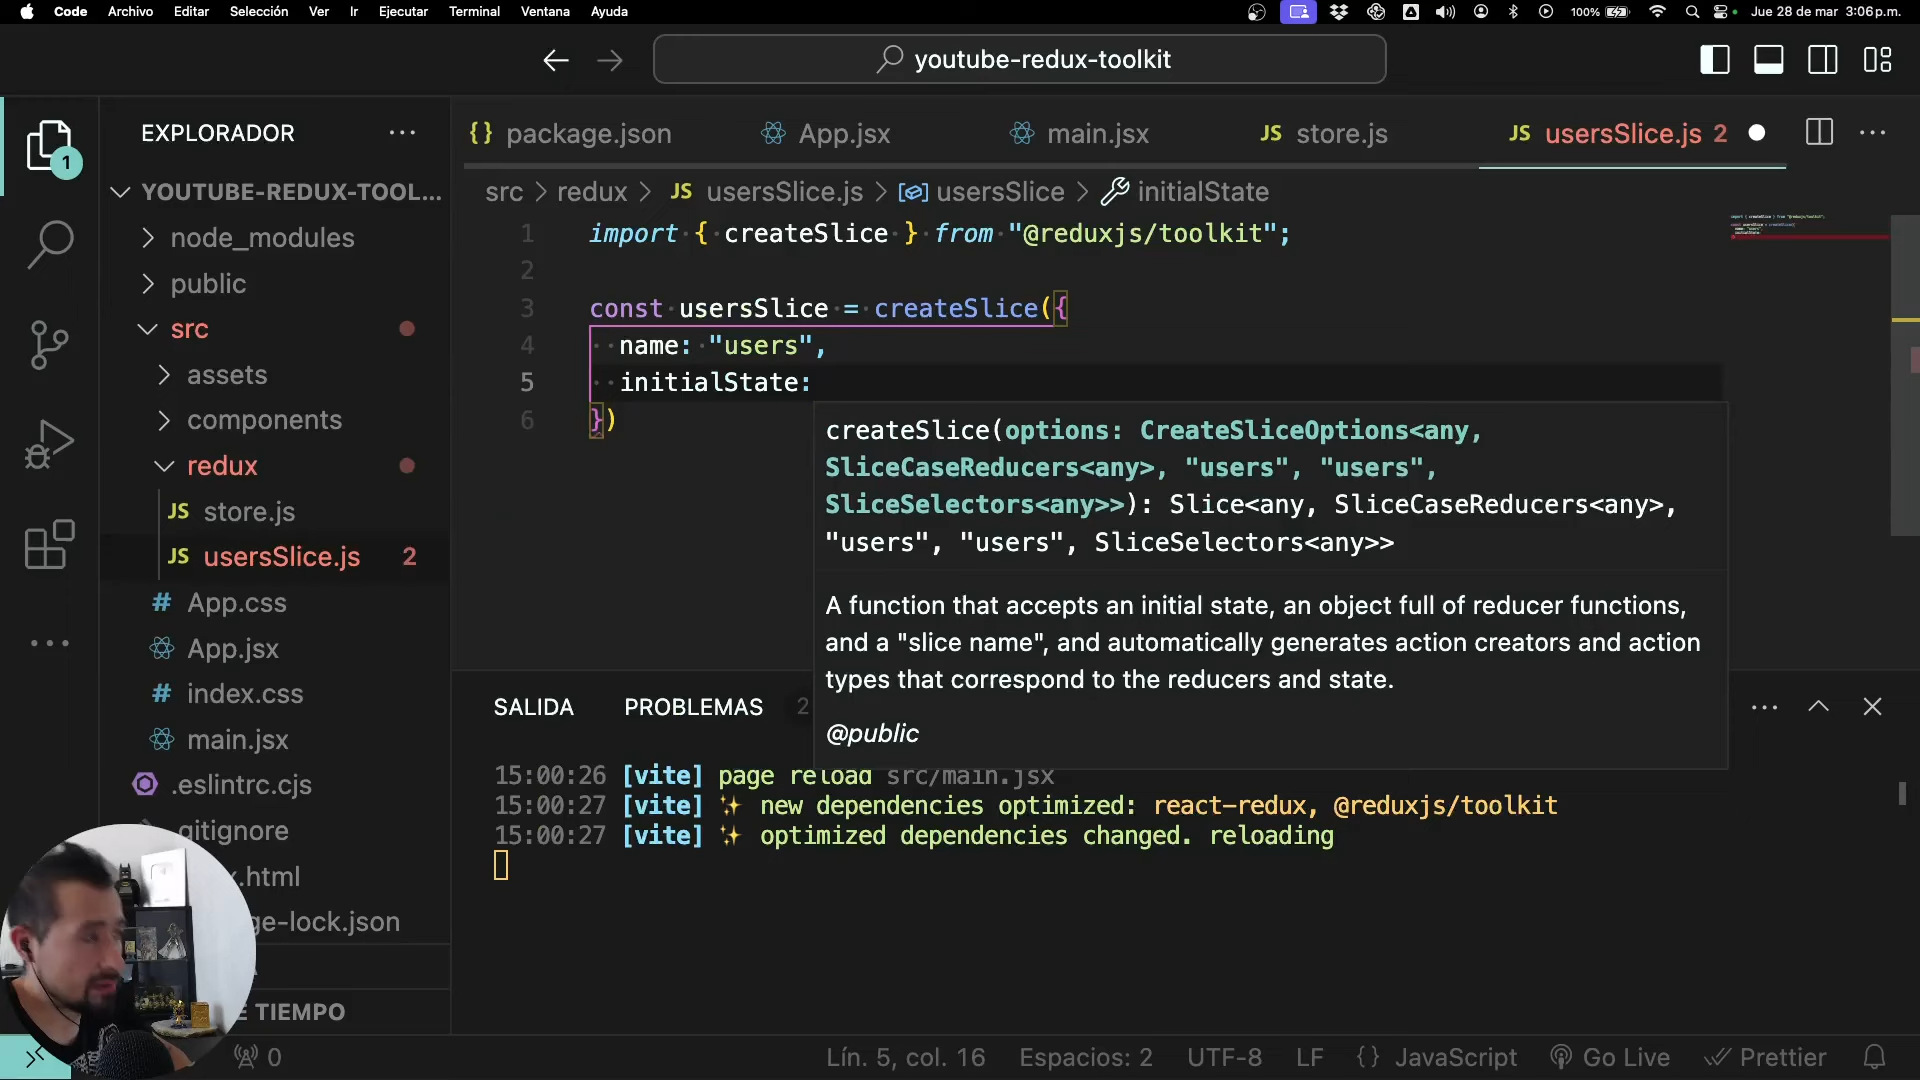 Code Archivo Editar Selección Ver Ir Ejecutar Terminal Ventana Ayuda 100% Jue 28 de mar 3:06 p.m.
youtube-redux-toolkit
EXPLORADOR
{} package.json App.jsx main.jsx JS store.js JS usersSlice.js 2
1
YOUTUBE-REDUX-TOOL...
src > redux > JS usersSlice.js > usersSlice > initialState
node_modules
public
src
assets
components
redux
JS store.js
JS usersSlice.js 2
# App.css
App.jsx
# index.css
main.jsx
.eslintrc.cjs
.gitignore
.html
ge-lock.json
E TIEMPO
1 import { createSlice } from "@reduxjs/toolkit";
2
3 const usersSlice = createSlice({
4 name: "users",
5 initialState:
6 })
createSlice(options: CreateSliceOptions<any,
SliceCaseReducers<any>, "users", "users",
SliceSelectors<any>>): Slice<any, SliceCaseReducers<any>,
"users", "users", SliceSelectors<any>>
A function that accepts an initial state, an object full of reducer functions,
and a "slice name", and automatically generates action creators and action
types that correspond to the reducers and state.
@public
SALIDA PROBLEMAS 2
15:00:26 [vite] page reload src/main.jsx
15:00:27 [vite] ✨ new dependencies optimized: react-redux, @reduxjs/toolkit
15:00:27 [vite] ✨ optimized dependencies changed. reloading
0 Lín. 5, col. 16 Espacios: 2 UTF-8 LF {} JavaScript Go Live Prettier